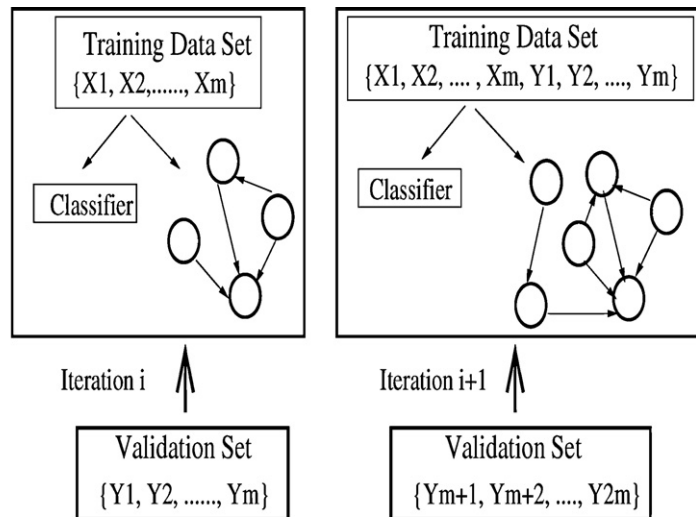 Training Data Set
{X1, X2,......, Xm}
Classifier
Iteration i
Validation Set
{Y1, Y2, ......, Ym}
Training Data Set
{X1, X2, .... , Xm, Y1, Y2, ...., Ym}
Classifier
Iteration i+1
Validation Set
{Ym+1, Ym+2, ...., Y2m}